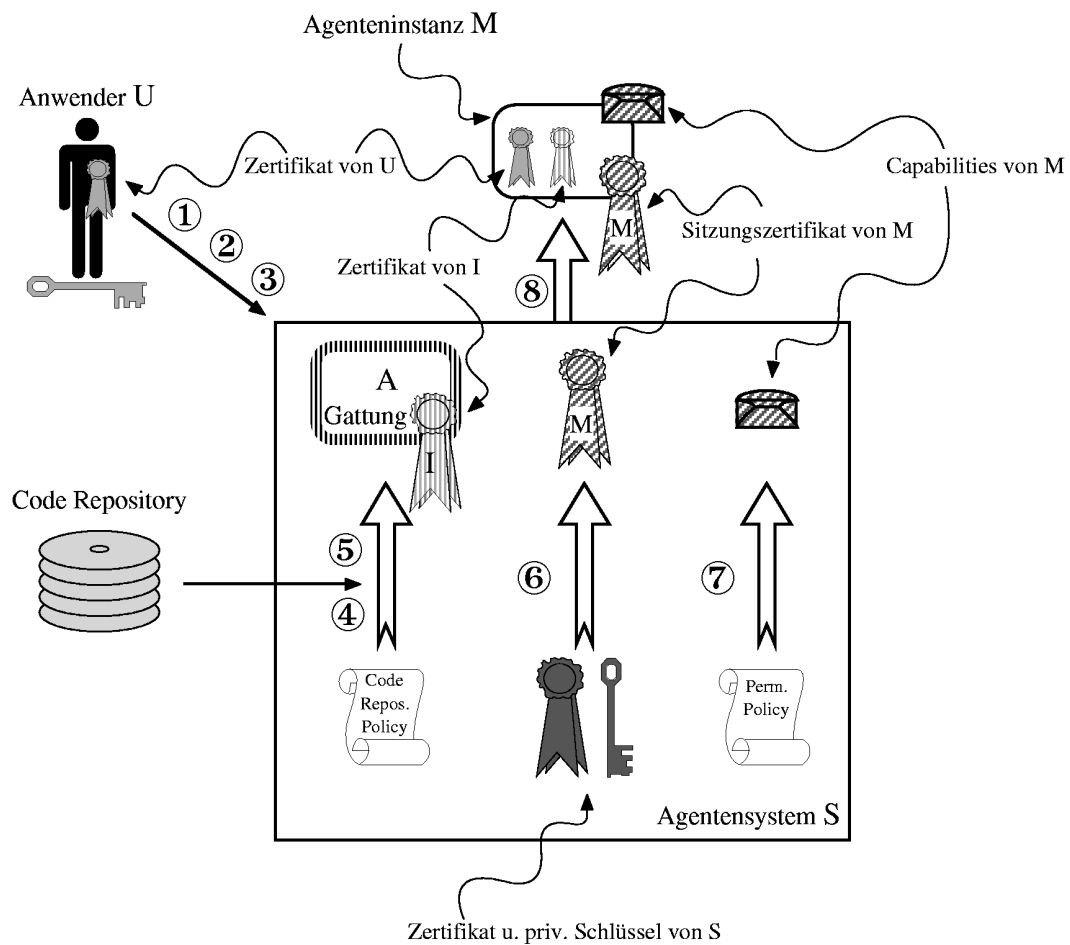 Agenteninstanz M
Anwender U
Zertifikat von U
Capabilities von M
M
Sitzungszertifikat von M
①
②
③
Zertifikat von I
⑧
A
Gattung
I
M
Code Repository
⑤
④
⑥
⑦
Code
Repos.
Policy
Perm.
Policy
Agentensystem S
Zertifikat u. priv. Schlüssel von S